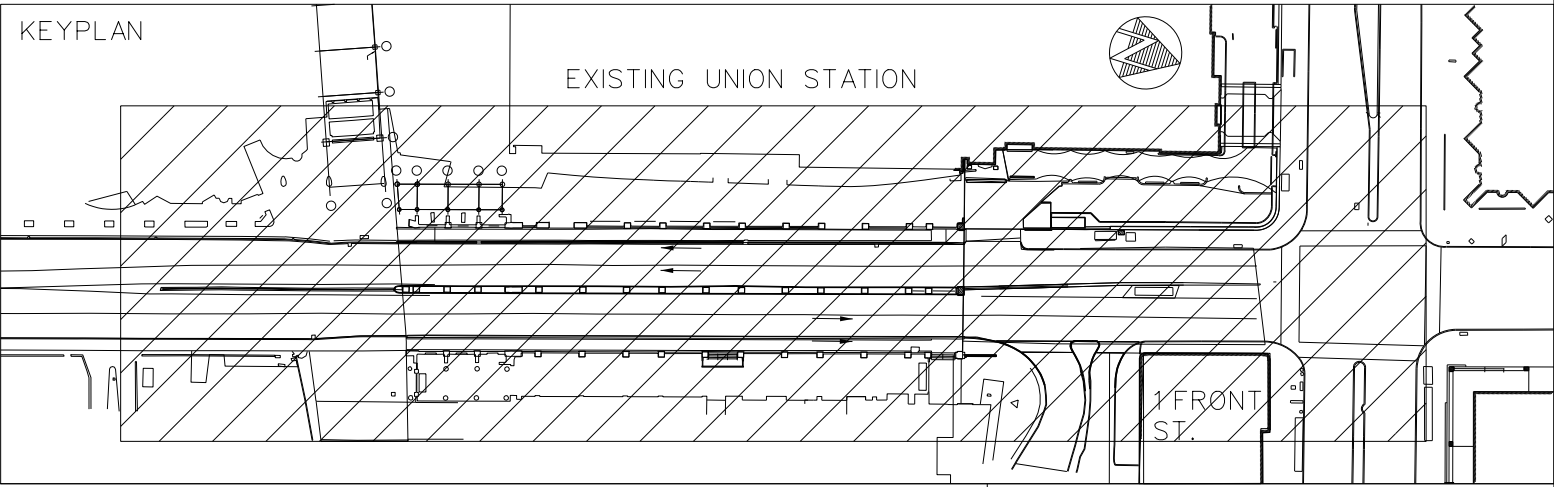 KEYPLAN
EXISTING UNION STATION
1 FRONT
ST.